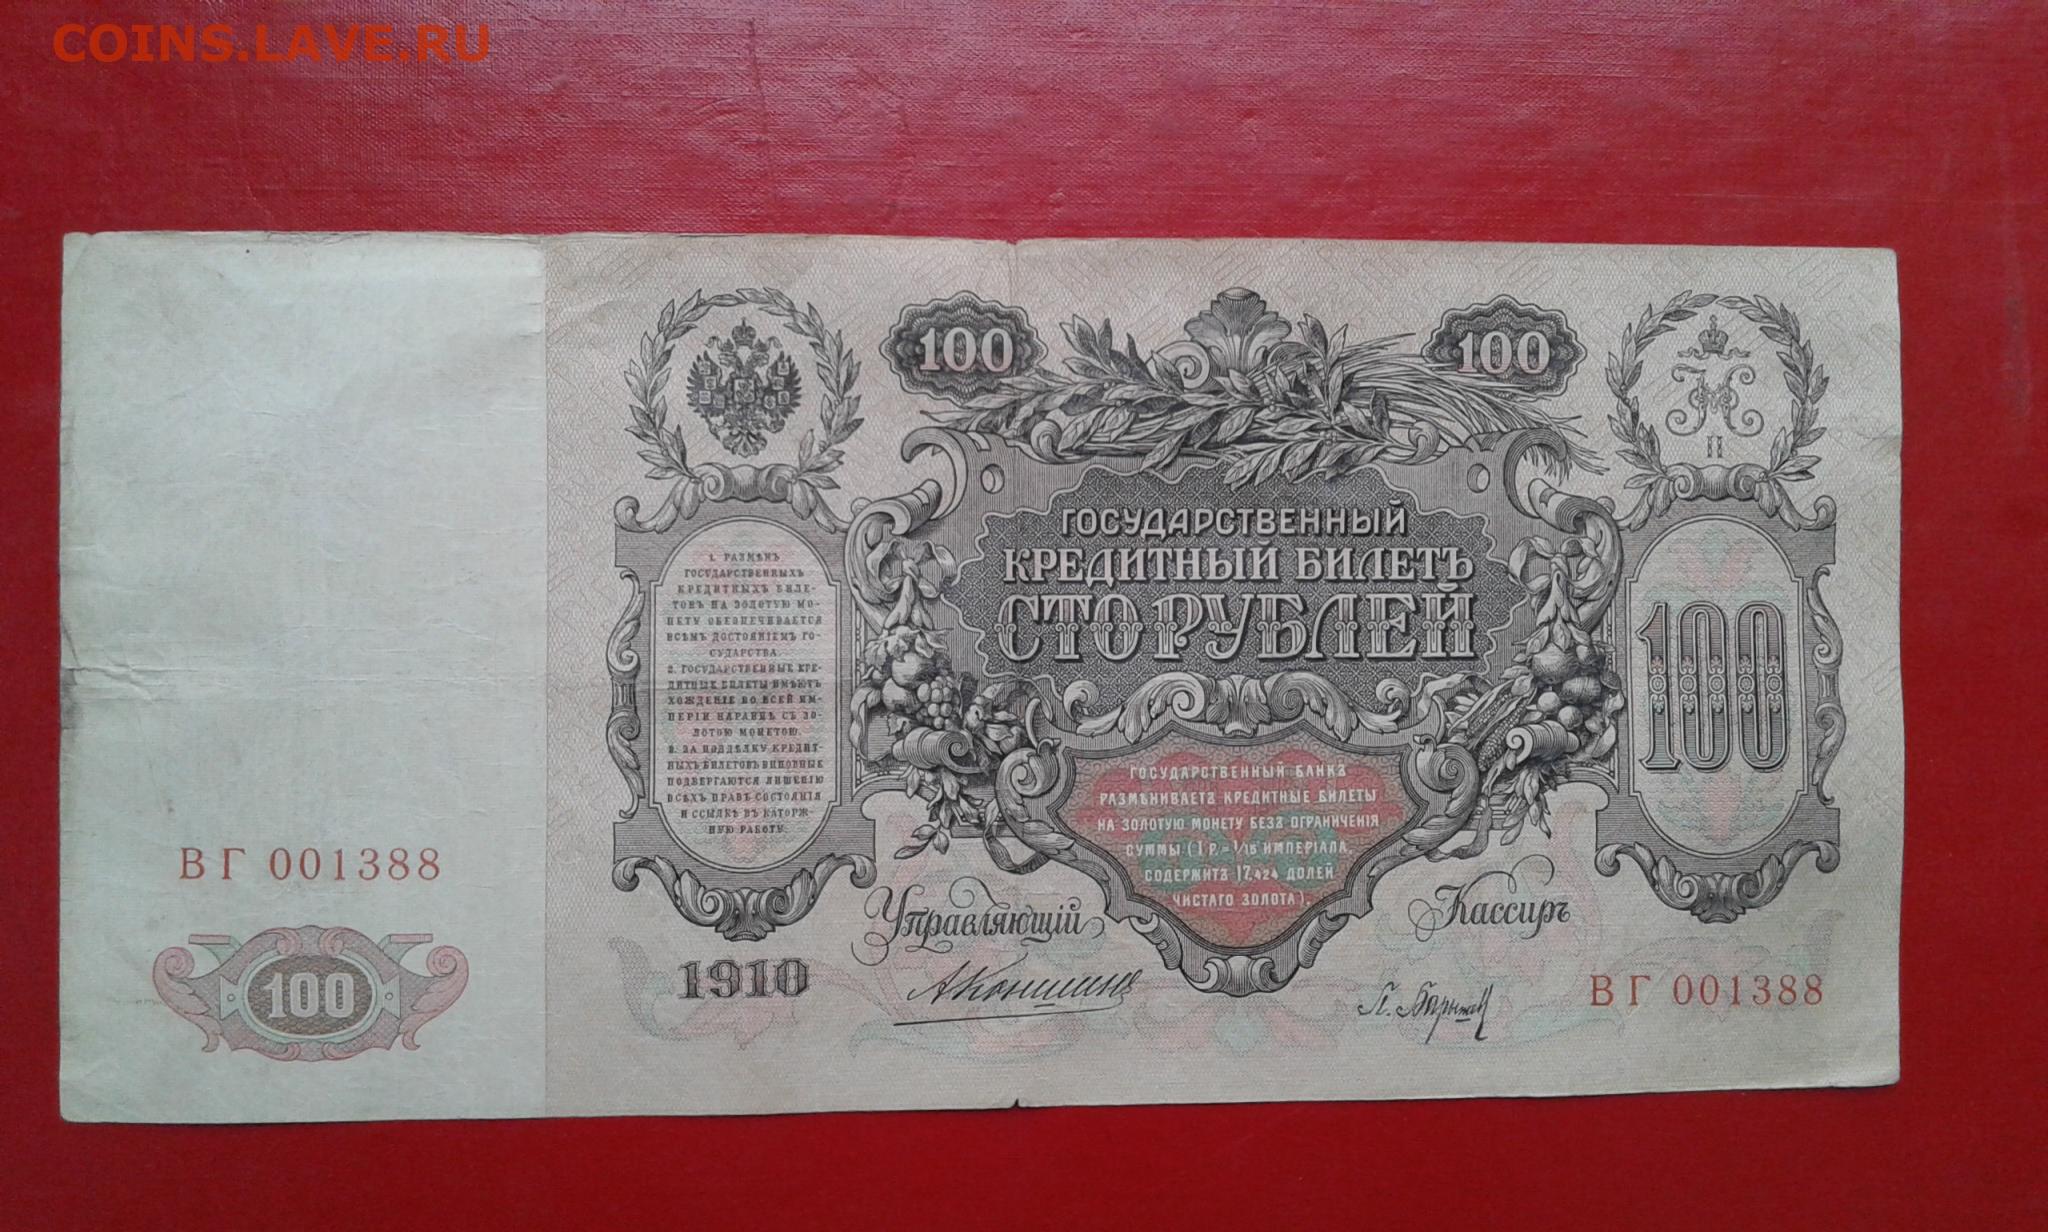 COINS.LAVE.RU
100
100
II
ГОСУДАРСТВЕННЫЙ
КРЕДИТНЫЙ БИЛЕТЪ
СТО РУБЛЕЙ
1. РАЗМѢНЪ
ГОСУДАРСТВЕННЫХЪ
КРЕДИТНЫХЪ БИЛЕ-
ТОВЪ НА ЗОЛОТУЮ МО-
НЕТУ ОБЕЗПЕЧИВАЕТСЯ
ВСѢМЪ ДОСТОЯНІЕМЪ ГО-
СУДАРСТВА.
2. ГОСУДАРСТВЕННЫЕ КРЕ-
ДИТНЫЕ БИЛЕТЫ ИМѢЮТЪ
ХОЖДЕНІЕ ВО ВСЕЙ ИМ-
ПЕРІИ НАРАВНѢ СЪ ЗО-
ЛОТОЮ МОНЕТОЮ.
3. ЗА ПОДДѢЛКУ КРЕДИТ-
НЫХЪ БИЛЕТОВЪ ВИНОВНЫЕ
ПОДВЕРГАЮТСЯ ЛИШЕНІЮ
ВСѢХЪ ПРАВЪ СОСТОЯНІЯ
И ССЫЛКѢ ВЪ КАТОРЖ-
НУЮ РАБОТУ.
100
ГОСУДАРСТВЕННЫЙ БАНКЪ
РАЗМѢНИВАЕТЪ КРЕДИТНЫЕ БИЛЕТЫ
НА ЗОЛОТУЮ МОНЕТУ БЕЗЪ ОГРАНИЧЕНІЯ
СУММЫ (1 Р. = 1/15 ИМПЕРІАЛА,
СОДЕРЖИТЪ 17,424 ДОЛЕЙ
ЧИСТАГО ЗОЛОТА).
ВГ 001388
Управляющій
Кассиръ
100
1910
АКоншинъ
П. Барышев
ВГ 001388